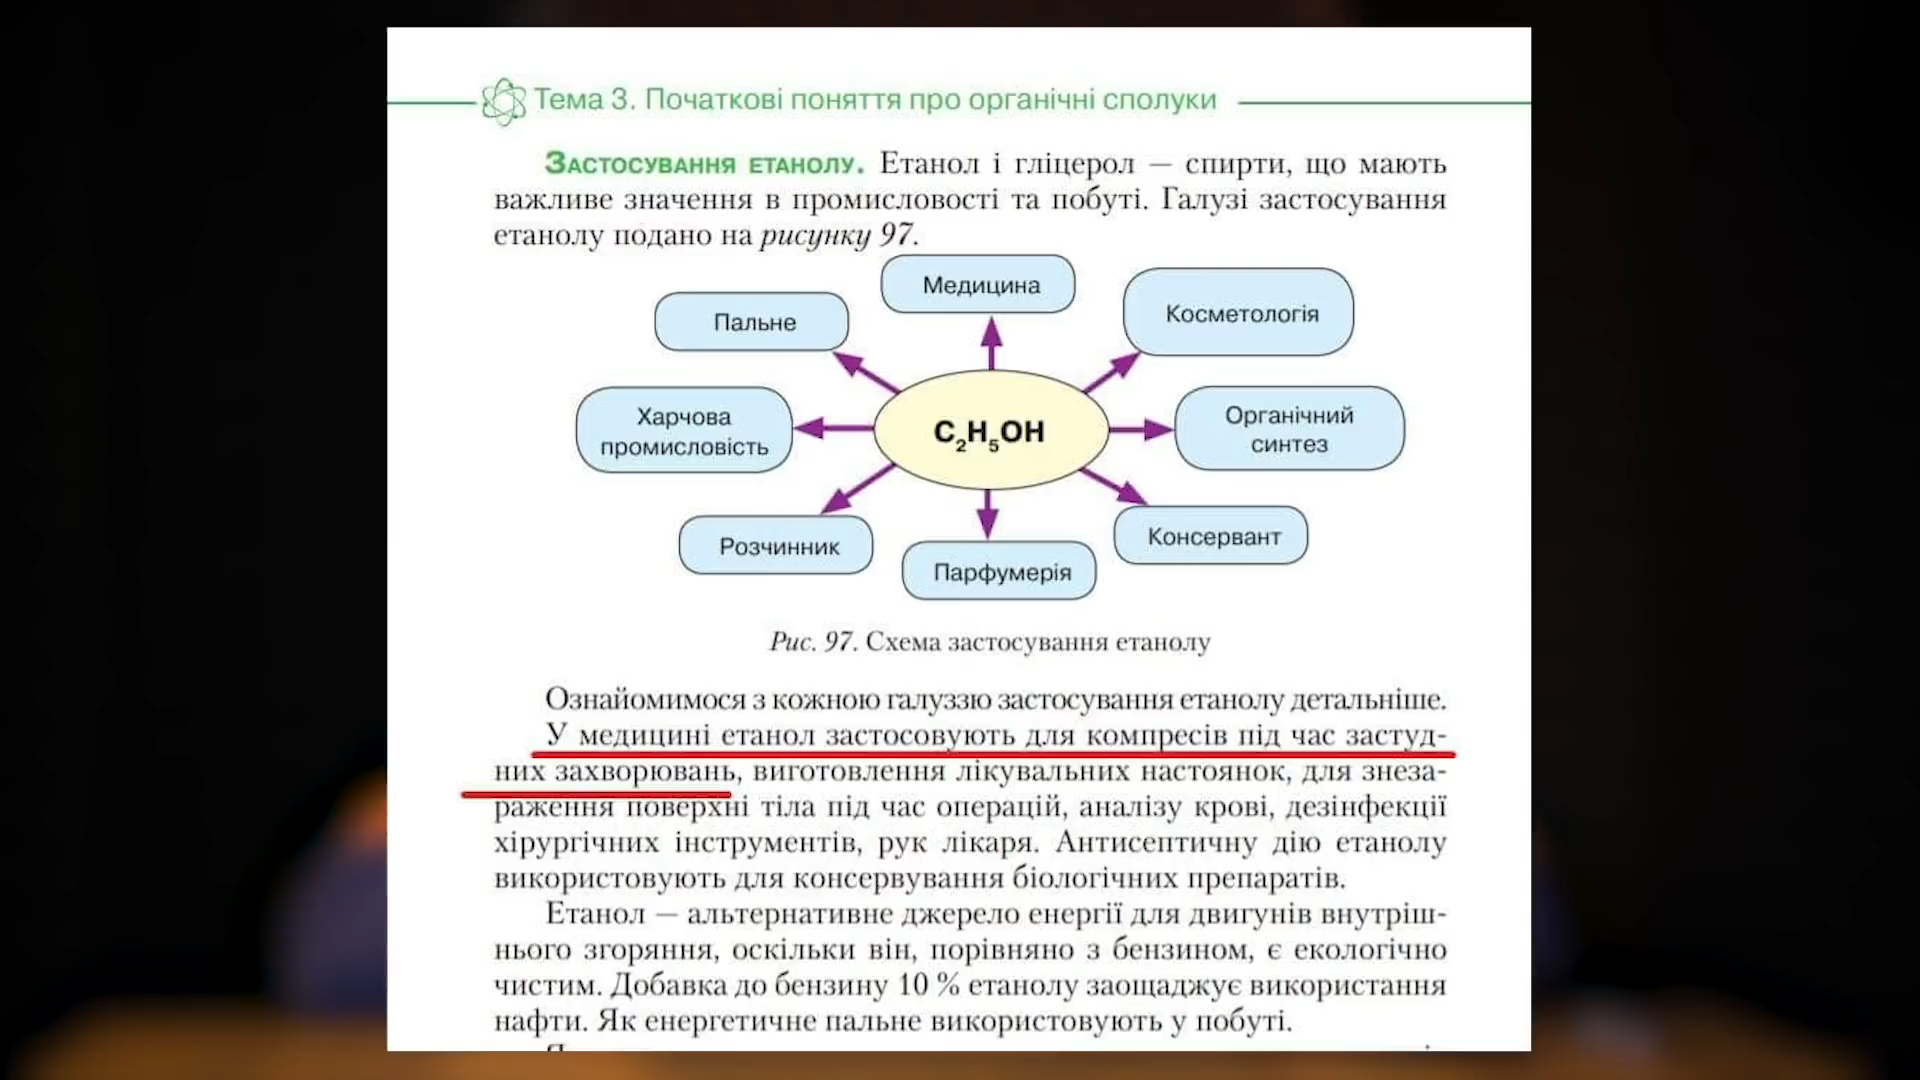 Тема 3. Початкові поняття про органічні сполуки
Застосування етанолу. Етанол і гліцерол — спирти, що мають
важливе значення в промисловості та побуті. Галузі застосування
етанолу подано на рисунку 97.
Медицина
Пальне
Косметологія
Харчова
промисловість
C₂H₅OH
Органічний
синтез
Розчинник
Парфумерія
Консервант
Рис. 97. Схема застосування етанолу
Ознайомимося з кожною галуззю застосування етанолу детальніше.
У медицині етанол застосовують для компресів під час застуд-
них захворювань, виготовлення лікувальних настоянок, для знеза-
раження поверхні тіла під час операцій, аналізу крові, дезінфекції
хірургічних інструментів, рук лікаря. Антисептичну дію етанолу
використовують для консервування біологічних препаратів.
Етанол — альтернативне джерело енергії для двигунів внутріш-
нього згоряння, оскільки він, порівняно з бензином, є екологічно
чистим. Добавка до бензину 10 % етанолу заощаджує використання
нафти. Як енергетичне пальне використовують у побуті.